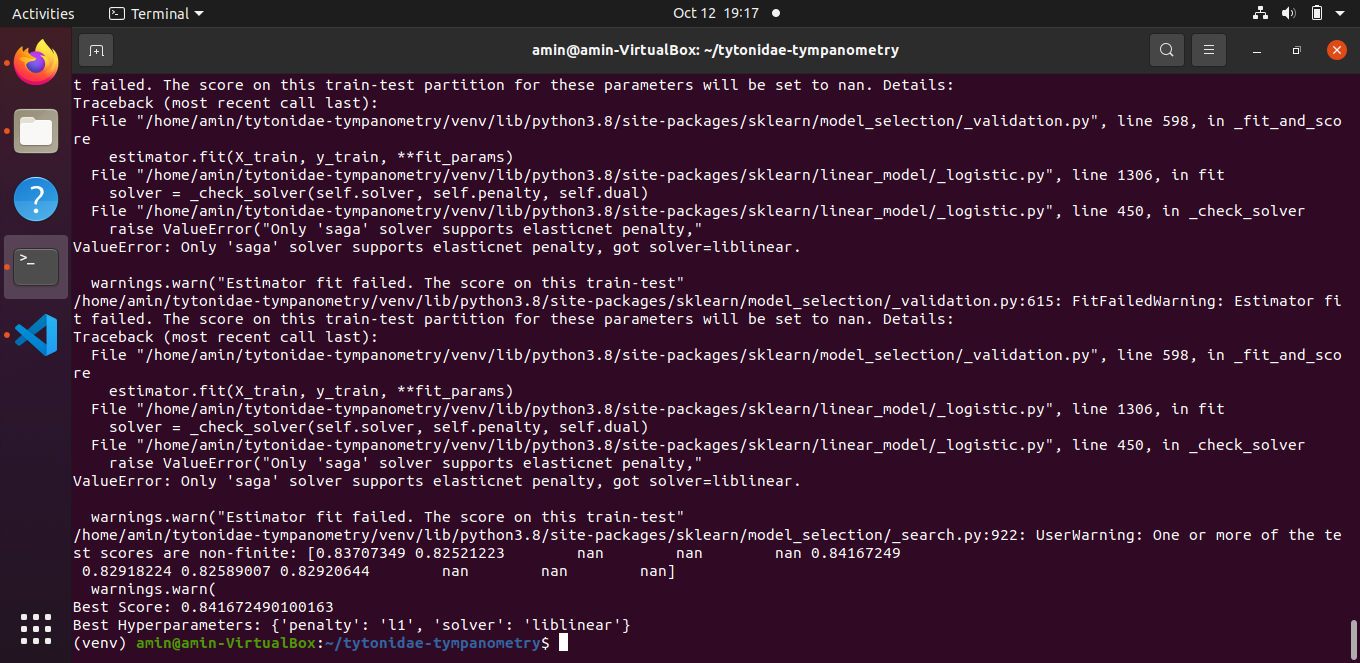 Activities
Terminal
Oct 12 19:17
amin@amin-VirtualBox: ~/tytonidae-tympanometry
t failed. The score on this train-test partition for these parameters will be set to nan. Details:
Traceback (most recent call last):
  File "/home/amin/tytonidae-tympanometry/venv/lib/python3.8/site-packages/sklearn/model_selection/_validation.py", line 598, in _fit_and_sco
re
    estimator.fit(X_train, y_train, **fit_params)
  File "/home/amin/tytonidae-tympanometry/venv/lib/python3.8/site-packages/sklearn/linear_model/_logistic.py", line 1306, in fit
    solver = _check_solver(self.solver, self.penalty, self.dual)
  File "/home/amin/tytonidae-tympanometry/venv/lib/python3.8/site-packages/sklearn/linear_model/_logistic.py", line 450, in _check_solver
    raise ValueError("Only 'saga' solver supports elasticnet penalty,"
ValueError: Only 'saga' solver supports elasticnet penalty, got solver=liblinear.

  warnings.warn("Estimator fit failed. The score on this train-test"
/home/amin/tytonidae-tympanometry/venv/lib/python3.8/site-packages/sklearn/model_selection/_validation.py:615: FitFailedWarning: Estimator fi
t failed. The score on this train-test partition for these parameters will be set to nan. Details:
Traceback (most recent call last):
  File "/home/amin/tytonidae-tympanometry/venv/lib/python3.8/site-packages/sklearn/model_selection/_validation.py", line 598, in _fit_and_sco
re
    estimator.fit(X_train, y_train, **fit_params)
  File "/home/amin/tytonidae-tympanometry/venv/lib/python3.8/site-packages/sklearn/linear_model/_logistic.py", line 1306, in fit
    solver = _check_solver(self.solver, self.penalty, self.dual)
  File "/home/amin/tytonidae-tympanometry/venv/lib/python3.8/site-packages/sklearn/linear_model/_logistic.py", line 450, in _check_solver
    raise ValueError("Only 'saga' solver supports elasticnet penalty,"
ValueError: Only 'saga' solver supports elasticnet penalty, got solver=liblinear.

  warnings.warn("Estimator fit failed. The score on this train-test"
/home/amin/tytonidae-tympanometry/venv/lib/python3.8/site-packages/sklearn/model_selection/_search.py:922: UserWarning: One or more of the te
st scores are non-finite: [0.83707349 0.82521223        nan        nan        nan 0.84167249
 0.82918224 0.82589007 0.82920644        nan        nan        nan]
  warnings.warn(
Best Score: 0.841672490100163
Best Hyperparameters: {'penalty': 'l1', 'solver': 'liblinear'}
(venv) amin@amin-VirtualBox:~/tytonidae-tympanometry$